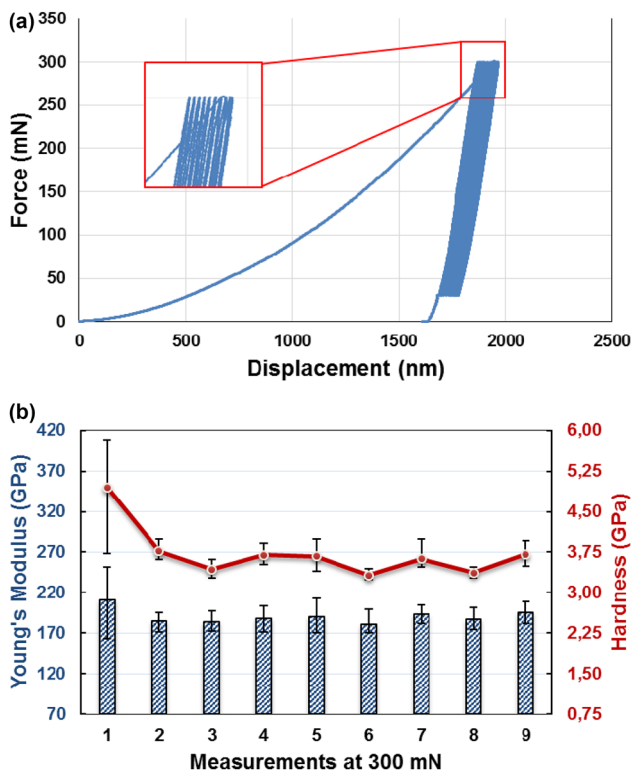 (a)
350
300
250
200
150
100
50
0
Force (mN)
0 500 1000 1500 2000 2500
Displacement (nm)
(b)
420
370
320
270
220
170
120
70
Young's Modulus (GPa)
6,00
5,25
4,50
3,75
3,00
2,25
1,50
0,75
Hardness (GPa)
1 2 3 4 5 6 7 8 9
Measurements at 300 mN